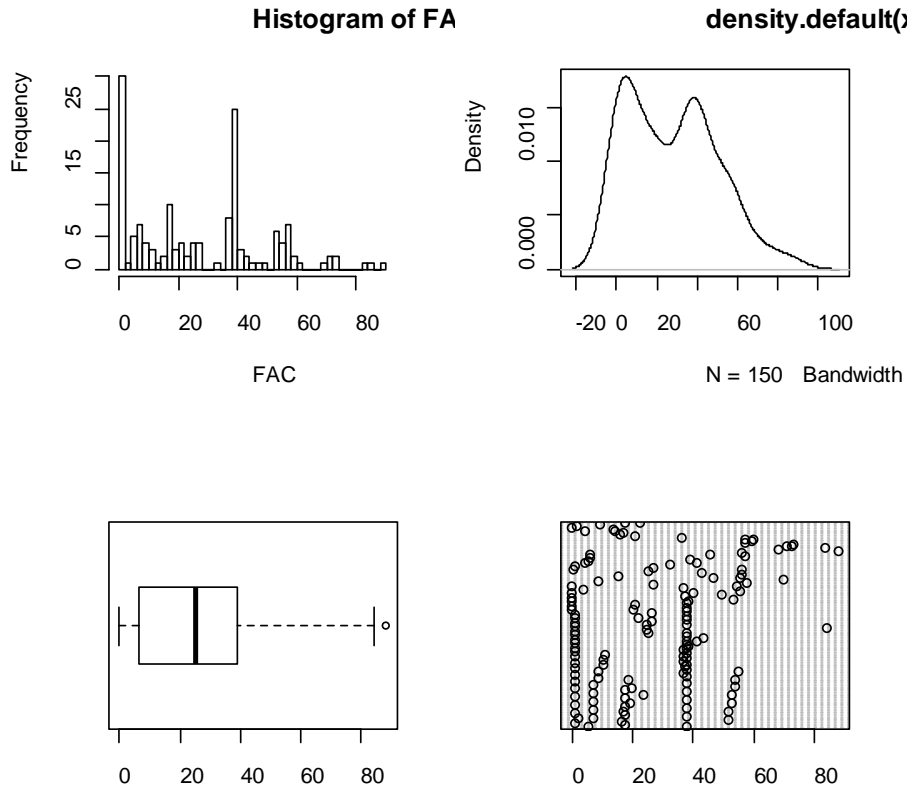 Histogram of FA
Frequency
0 5 15 25
0 20 40 60 80
FAC
density.default(x
Density
0.000 0.010
-20 0 20 60 100
N = 150 Bandwidth
0 20 40 60 80
0 20 40 60 80